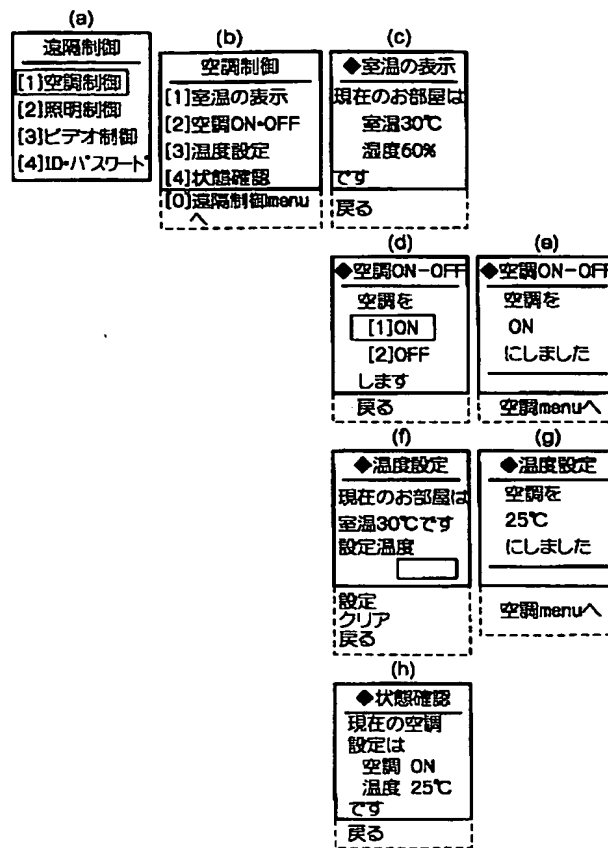 (a)
遠隔制御
[1]空調制御
[2]照明制御
[3]ビデオ制御
[4]ID・パスワード
(b)
空調制御
[1]室温の表示
[2]空調ON・OFF
[3]温度設定
[4]状態確認
[0]遠隔制御menu
へ
(c)
◆室温の表示
現在のお部屋は
室温30℃
湿度60%
です
戻る
(d)
◆空調ON-OFF
空調を
[1]ON
[2]OFF
します
戻る
(e)
◆空調ON-OFF
空調を
ON
にしました
空調menuへ
(f)
◆温度設定
現在のお部屋は
室温30℃です
設定温度
設定
クリア
戻る
(g)
◆温度設定
空調を
25℃
にしました
空調menuへ
(h)
◆状態確認
現在の空調
設定は
空調 ON
温度 25℃
です
戻る